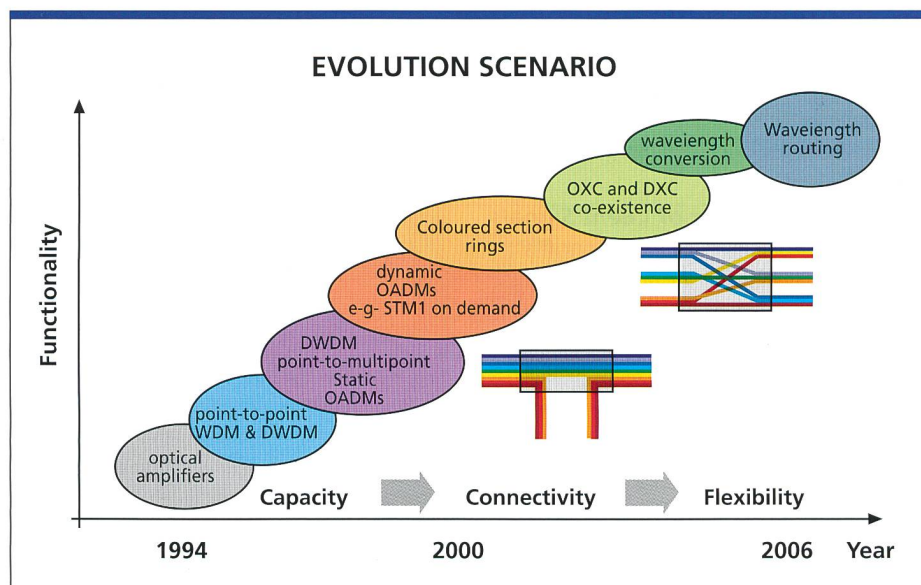 EVOLUTION SCENARIO
Functionality
Waveiength
routing
waveiength
conversion
OXC and DXC
co-existence
Coloured section
rings
dynamic
OADMs
e-g- STM1 on demand
DWDM
point-to-multipoint
Static
OADMs
point-to-point
WDM & DWDM
optical
amplifiers
Capacity
Connectivity
Flexibility
1994
2000
2006
Year